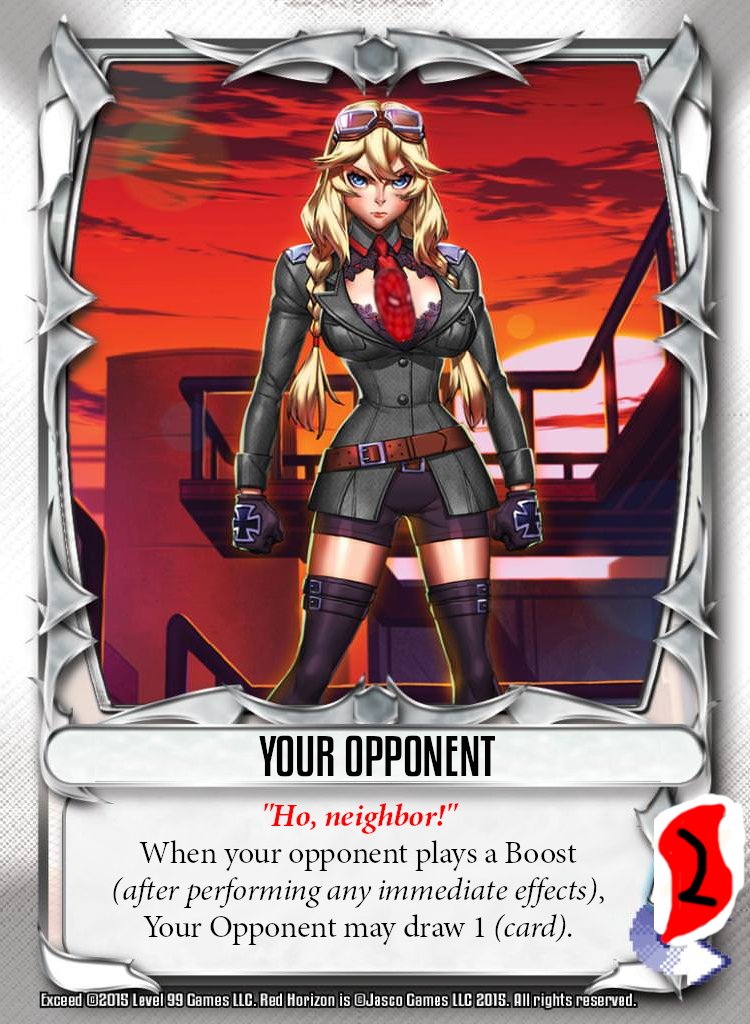 YOUR OPPONENT
"Ho, neighbor!"
When your opponent plays a Boost
(after performing any immediate effects),
Your Opponent may draw 1 (card).
2
Exceed ©2015 Level 99 Games LLC. Red Horizon is ©Jasco Games LLC 2015. All rights reserved.